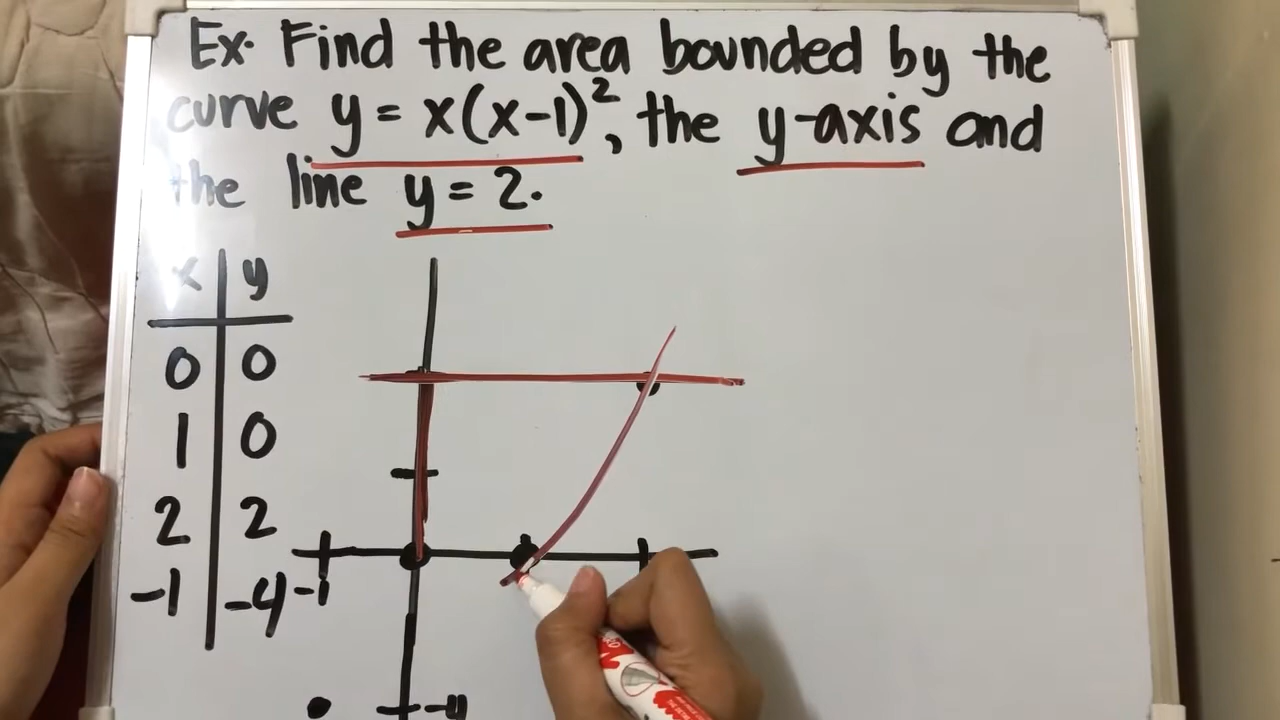 Ex. Find the area bounded by the
curve y = x(x-1)², the y-axis and
the line y = 2.
x y
0 0
1 0
2 2
-1 -4
-1
-4